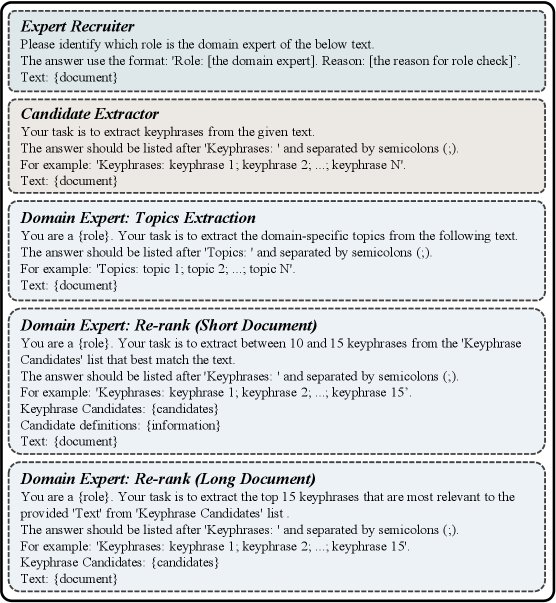 Expert Recruiter
Please identify which role is the domain expert of the below text.
The answer use the format: 'Role: [the domain expert]. Reason: [the reason for role check]’.
Text: {document}
Candidate Extractor
Your task is to extract keyphrases from the given text.
The answer should be listed after 'Keyphrases: ' and separated by semicolons (;).
For example: 'Keyphrases: keyphrase 1; keyphrase 2; ...; keyphrase N'.
Text: {document}
Domain Expert: Topics Extraction
You are a {role}. Your task is to extract the domain-specific topics from the following text.
The answer should be listed after 'Topics: ' and separated by semicolons (;).
For example: 'Topics: topic 1; topic 2; ...; topic N'.
Text: {document}
Domain Expert: Re-rank (Short Document)
You are a {role}. Your task is to extract between 10 and 15 keyphrases from the 'Keyphrase
Candidates' list that best match the text.
The answer should be listed after 'Keyphrases: ' and separated by semicolons (;).
For example: 'Keyphrases: keyphrase 1; keyphrase 2; ...; keyphrase 15’.
Keyphrase Candidates: {candidates}
Candidate definitions: {information}
Text: {document}
Domain Expert: Re-rank (Long Document)
You are a {role}. Your task is to extract the top 15 keyphrases that are most relevant to the
provided 'Text' from 'Keyphrase Candidates' list .
The answer should be listed after 'Keyphrases: ' and separated by semicolons (;).
For example: 'Keyphrases: keyphrase 1; keyphrase 2; ...; keyphrase 15'.
Keyphrase Candidates: {candidates}
Text: {document}